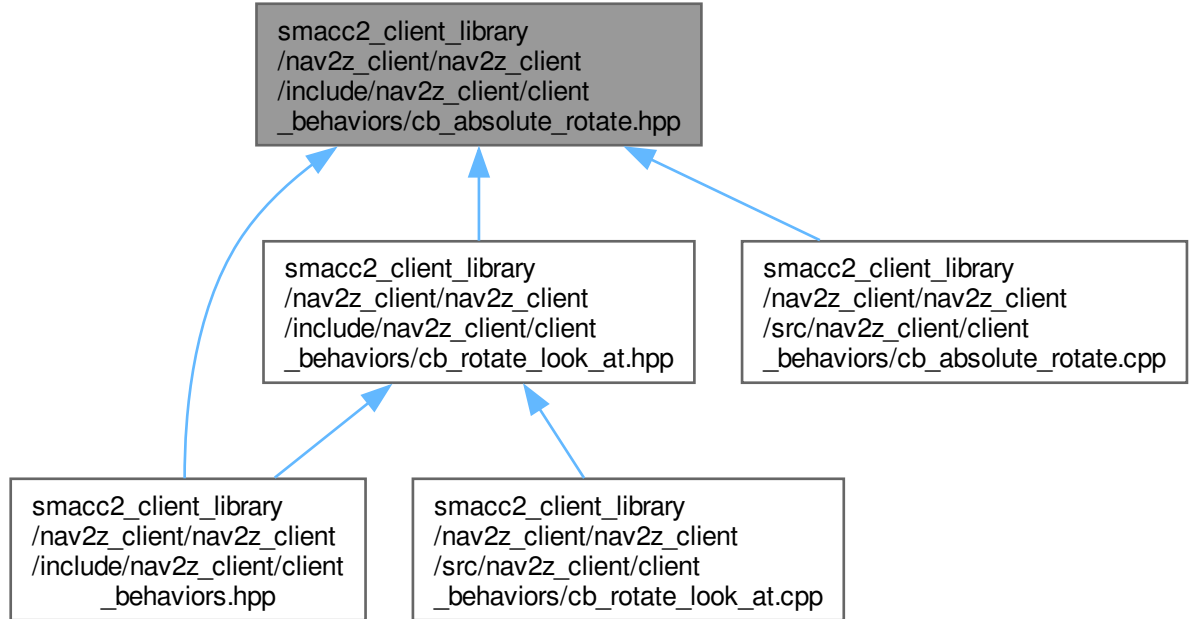 smacc2_client_library
/nav2z_client/nav2z_client
/include/nav2z_client/client
_behaviors/cb_absolute_rotate.hpp
smacc2_client_library
/nav2z_client/nav2z_client
/include/nav2z_client/client
_behaviors/cb_rotate_look_at.hpp
smacc2_client_library
/nav2z_client/nav2z_client
/src/nav2z_client/client
_behaviors/cb_absolute_rotate.cpp
smacc2_client_library
/nav2z_client/nav2z_client
/include/nav2z_client/client
_behaviors.hpp
smacc2_client_library
/nav2z_client/nav2z_client
/src/nav2z_client/client
_behaviors/cb_rotate_look_at.cpp